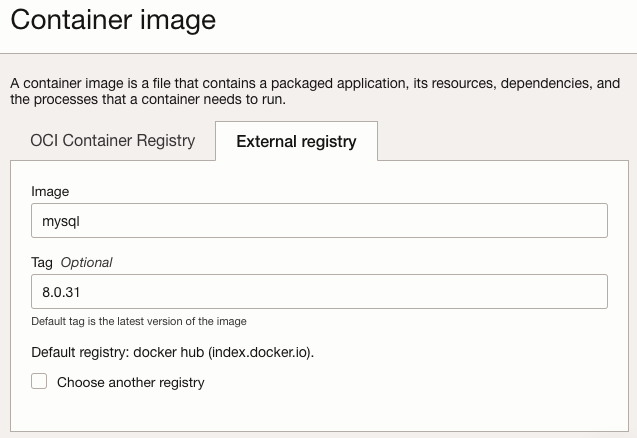 Container image
A container image is a file that contains a packaged application, its resources, dependencies, and
the processes that a container needs to run.
OCI Container Registry
External registry
Image
mysql
Tag Optional
8.0.31
Default tag is the latest version of the image
Default registry: docker hub (index.docker.io).
Choose another registry